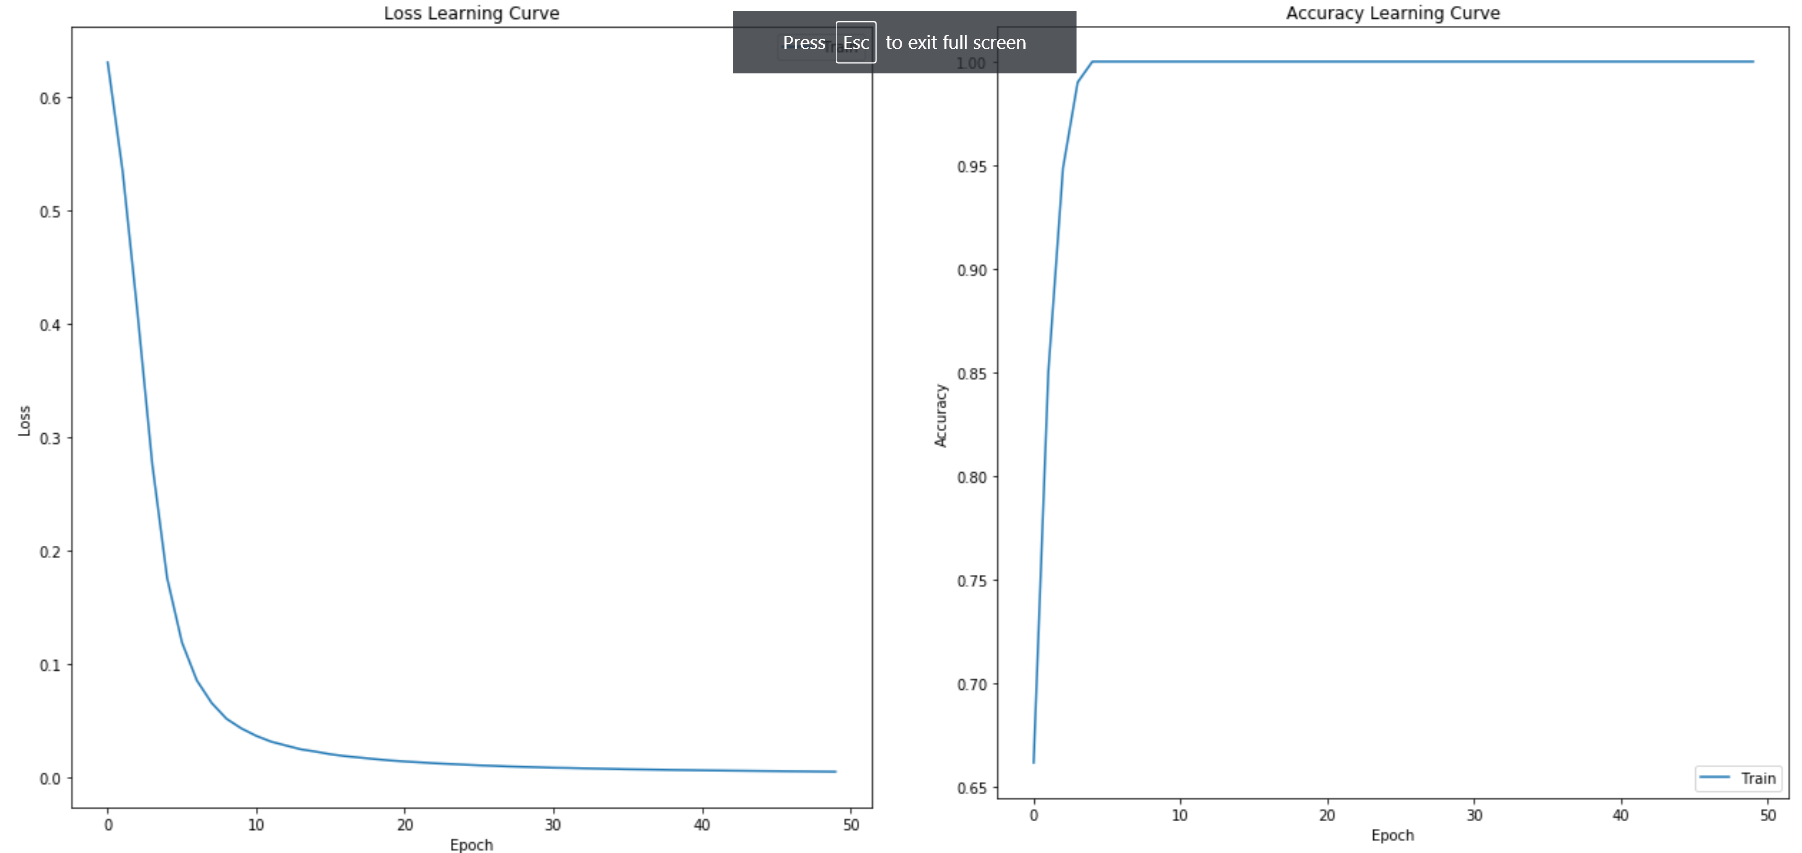 Loss Learning Curve
Press Esc to exit full screen
Train
0.6
0.5
0.4
0.3
0.2
0.1
0.0
Loss
0 10 20 30 40 50
Epoch
Accuracy Learning Curve
1.00
0.95
0.90
0.85
0.80
0.75
0.70
0.65
Accuracy
Train
0 10 20 30 40 50
Epoch